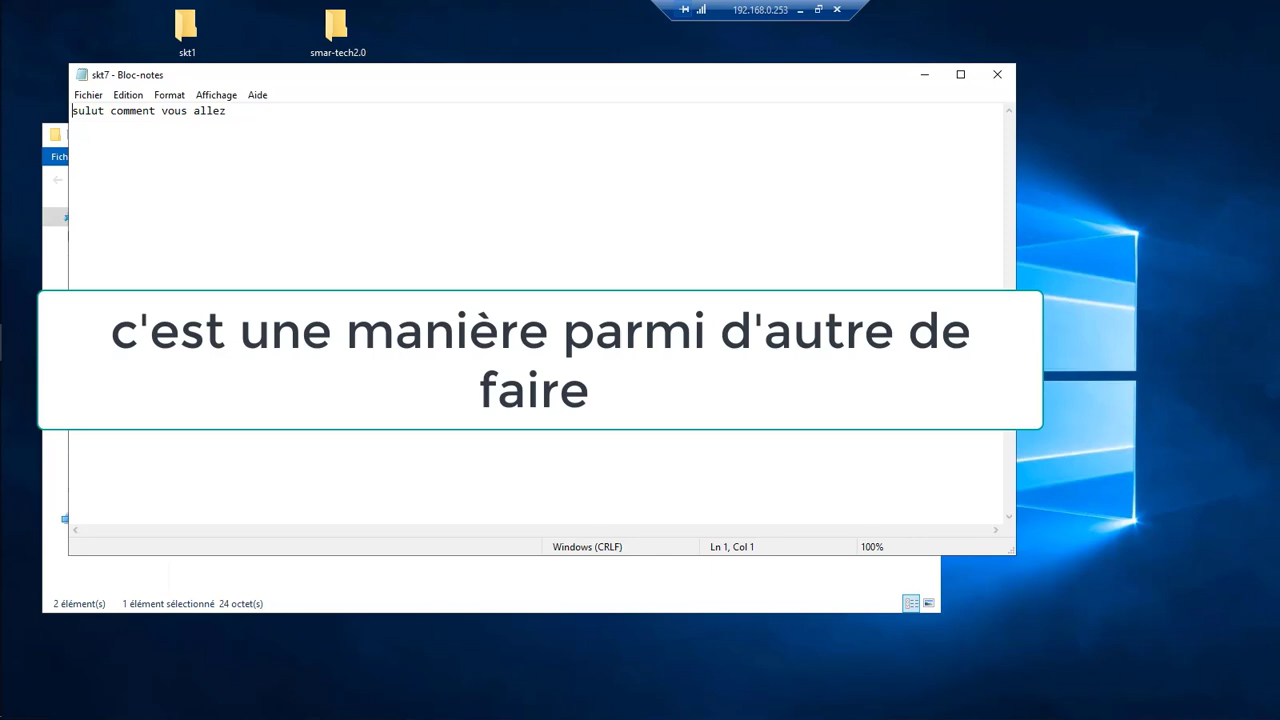 192.168.0.253
skt1
smar-tech2.0
skt7 - Bloc-notes
Fichier Edition Format Affichage Aide
sulut comment vous allez
Fich
c'est une manière parmi d'autre de
faire
Windows (CRLF)
Ln 1, Col 1
100%
2 élément(s)
1 élément sélectionné 24 octet(s)